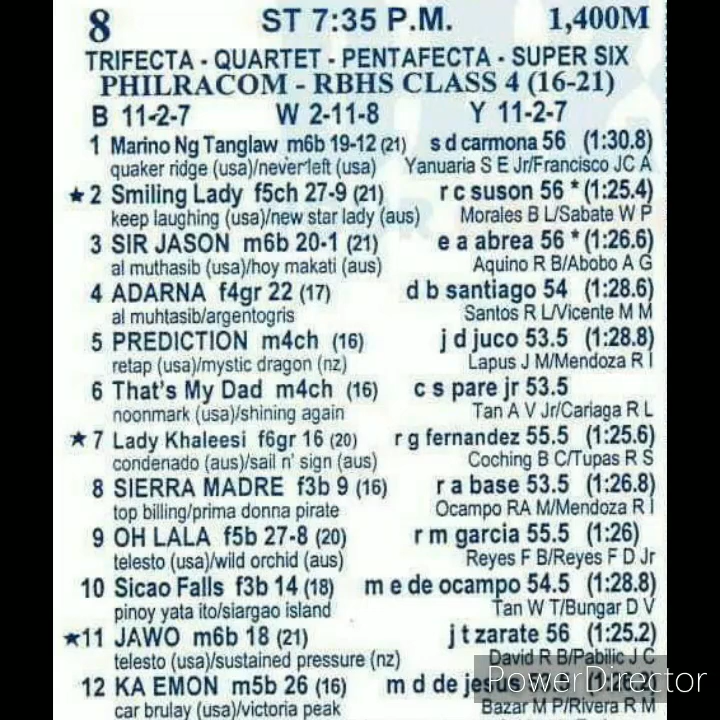 8 ST 7:35 P.M. 1,400M
TRIFECTA - QUARTET - PENTAFECTA - SUPER SIX
PHILRACOM - RBHS CLASS 4 (16-21)
B 11-2-7 W 2-11-8 Y 11-2-7
1 Marino Ng Tanglaw m6b 19-12 (21) s d carmona 56 (1:30.8)
quaker ridge (usa)/never left (usa) Yanuaria S E Jr/Francisco JC A
★ 2 Smiling Lady f5ch 27-9 (21) r c suson 56 * (1:25.4)
keep laughing (usa)/new star lady (aus) Morales B L/Sabate W P
3 SIR JASON m6b 20-1 (21) e a abrea 56 * (1:26.6)
al muthasib (usa)/hoy makati (aus) Aquino R B/Abobo A G
4 ADARNA f4gr 22 (17) d b santiago 54 (1:28.6)
al muhtasib/argentogris Santos R L/Vicente M M
5 PREDICTION m4ch (16) j d juco 53.5 (1:28.8)
retap (usa)/mystic dragon (nz) Lapus J M/Mendoza R I
6 That's My Dad m4ch (16) c s pare jr 53.5
noonmark (usa)/shining again Tan A V Jr/Cariaga R L
★ 7 Lady Khaleesi f6gr 16 (20) r g fernandez 55.5 (1:25.6)
condenado (aus)/sail n' sign (aus) Coching B C/Tupas R S
8 SIERRA MADRE f3b 9 (16) r a base 53.5 (1:26.8)
top billing/prima donna pirate Ocampo RA M/Mendoza R I
9 OH LALA f5b 27-8 (20) r m garcia 55.5 (1:26)
telesto (usa)/wild orchid (aus) Reyes F B/Reyes F D Jr
10 Sicao Falls f3b 14 (18) m e de ocampo 54.5 (1:28.8)
pinoy yata ito/siargao island Tan W T/Bungar D V
★11 JAWO m6b 18 (21) j t zarate 56 (1:25.2)
telesto (usa)/sustained pressure (nz) David R B/Pabilic J C
12 KA EMON m5b 26 (16) m d de jesus
car brulay (usa)/victoria peak Bazar M P/Rivera R M
PowerDirector